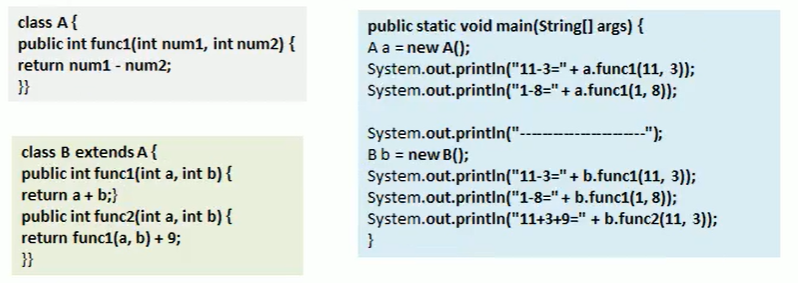 class A {
public int func1(int num1, int num2) {
return num1 - num2;
}}
class B extends A {
public int func1(int a, int b) {
return a + b;}
public int func2(int a, int b) {
return func1(a, b) + 9;
}}
public static void main(String[] args) {
A a = new A();
System.out.println("11-3=" + a.func1(11, 3));
System.out.println("1-8=" + a.func1(1, 8));
System.out.println("-----------------------");
B b = new B();
System.out.println("11-3=" + b.func1(11, 3));
System.out.println("1-8=" + b.func1(1, 8));
System.out.println("11+3+9=" + b.func2(11, 3));
}